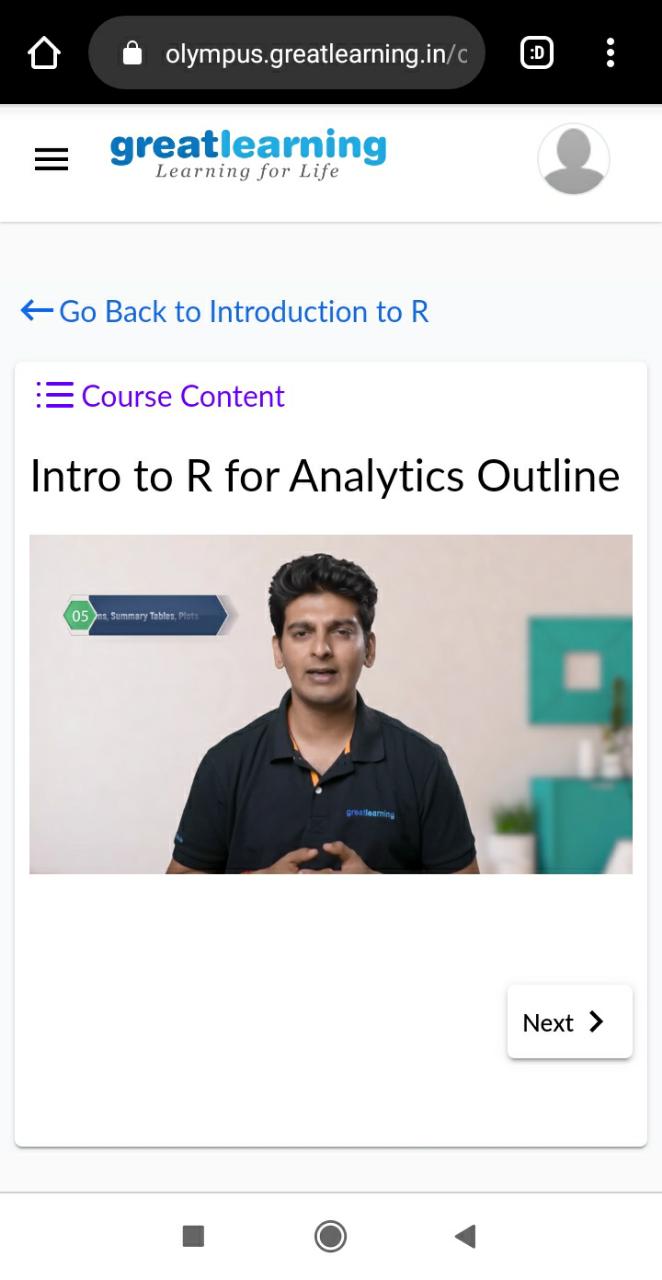 olympus.greatlearning.in/c
:D
greatlearning
Learning for Life
Go Back to Introduction to R
Course Content
Intro to R for Analytics Outline
05 ns, Summary Tables, Plots
greatlearning
Next